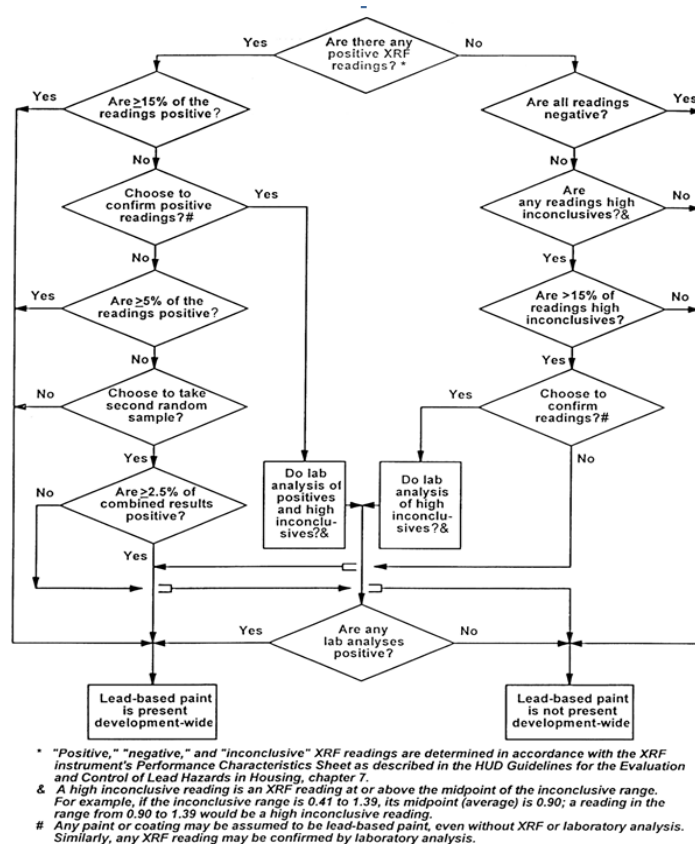 Are there any
positive XRF
readings? *
Yes
No
Are ≥15% of the
readings positive?
Yes
No
Are all readings
negative?
Yes
No
Choose to
confirm positive
readings?#
Yes
No
Are
any readings high
inconclusives?&
No
Yes
Are ≥5% of the
readings positive?
Yes
No
Are >15% of
readings high
inconclusives?
No
Yes
Choose to take
second random
sample?
No
Yes
Choose to
confirm
readings?#
Yes
No
Are ≥2.5% of
combined results
positive?
No
Yes
Do lab
analysis of
positives
and high
inconclu-
sives?&
Do lab
analysis
of high
inconclu-
sives?&
Are any
lab analyses
positive?
Yes
No
Lead-based paint
is present
development-wide
Lead-based paint
is not present
development-wide
* "Positive," "negative," and "inconclusive" XRF readings are determined in accordance with the XRF
instrument's Performance Characteristics Sheet as described in the HUD Guidelines for the Evaluation
and Control of Lead Hazards in Housing, chapter 7.
& A high inconclusive reading is an XRF reading at or above the midpoint of the inconclusive range.
For example, if the inconclusive range is 0.41 to 1.39, its midpoint (average) is 0.90; a reading in the
range from 0.90 to 1.39 would be a high inconclusive reading.
# Any paint or coating may be assumed to be lead-based paint, even without XRF or laboratory analysis.
Similarly, any XRF reading may be confirmed by laboratory analysis.